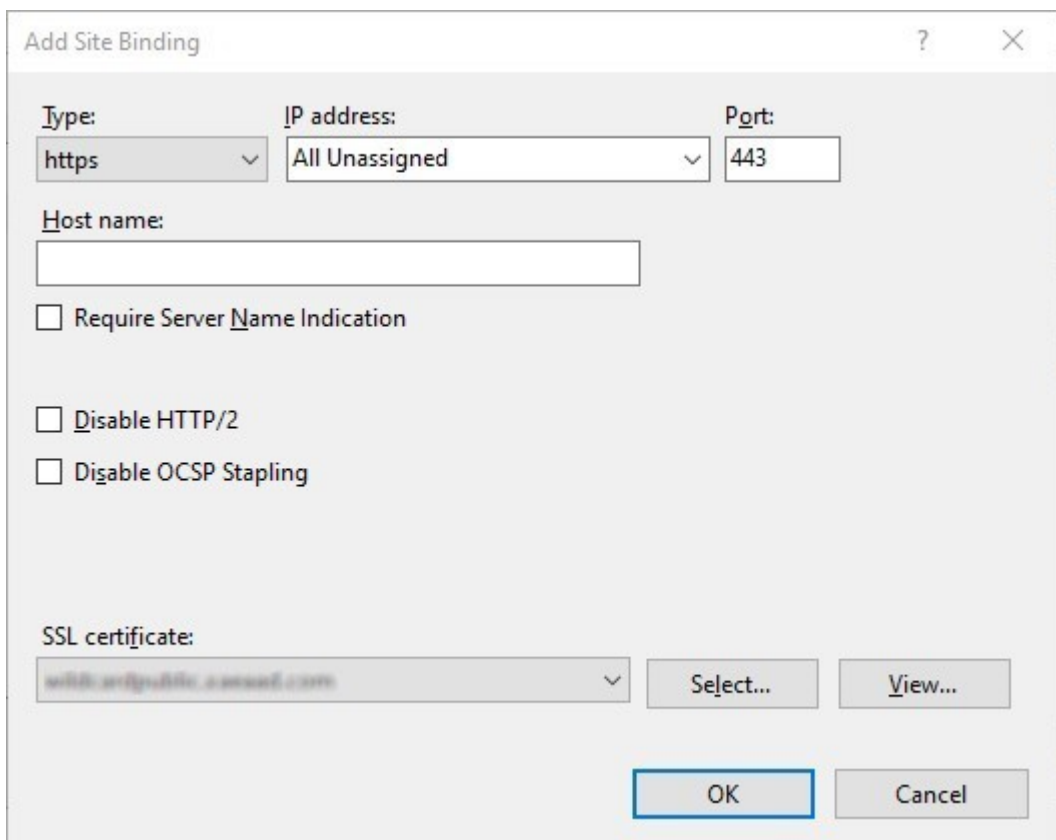 Add Site Binding ?
Type: IP address: Port:
https All Unassigned 443
Host name:
Require Server Name Indication
Disable HTTP/2
Disable OCSP Stapling
SSL certificate:
Select... View...
OK Cancel